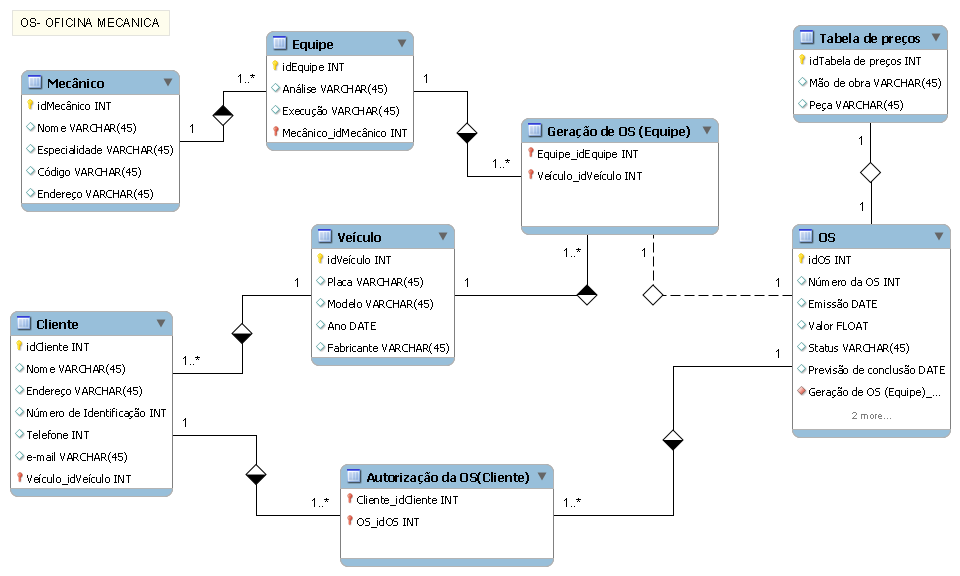 OS- OFICINA MECANICA
Mecânico
idMecânico INT
Nome VARCHAR(45)
Especialidade VARCHAR(45)
Código VARCHAR(45)
Endereço VARCHAR(45)
1
1..*
Equipe
idEquipe INT
Análise VARCHAR(45)
Execução VARCHAR(45)
Mecânico_idMecânico INT
1
1..*
Geração de OS (Equipe)
Equipe_idEquipe INT
Veículo_idVeículo INT
1..*
1
Tabela de preços
idTabela de preços INT
Mão de obra VARCHAR(45)
Peça VARCHAR(45)
1
1
Veículo
idVeículo INT
Placa VARCHAR(45)
Modelo VARCHAR(45)
Ano DATE
Fabricante VARCHAR(45)
1
1
OS
idOS INT
Número da OS INT
Emissão DATE
Valor FLOAT
Status VARCHAR(45)
Previsão de conclusão DATE
Geração de OS (Equipe)_...
2 more...
1
1
Cliente
idCliente INT
Nome VARCHAR(45)
Endereço VARCHAR(45)
Número de Identificação INT
Telefone INT
e-mail VARCHAR(45)
Veículo_idVeículo INT
1..*
1
1..*
Autorização da OS(Cliente)
Cliente_idCliente INT
OS_idOS INT
1..*